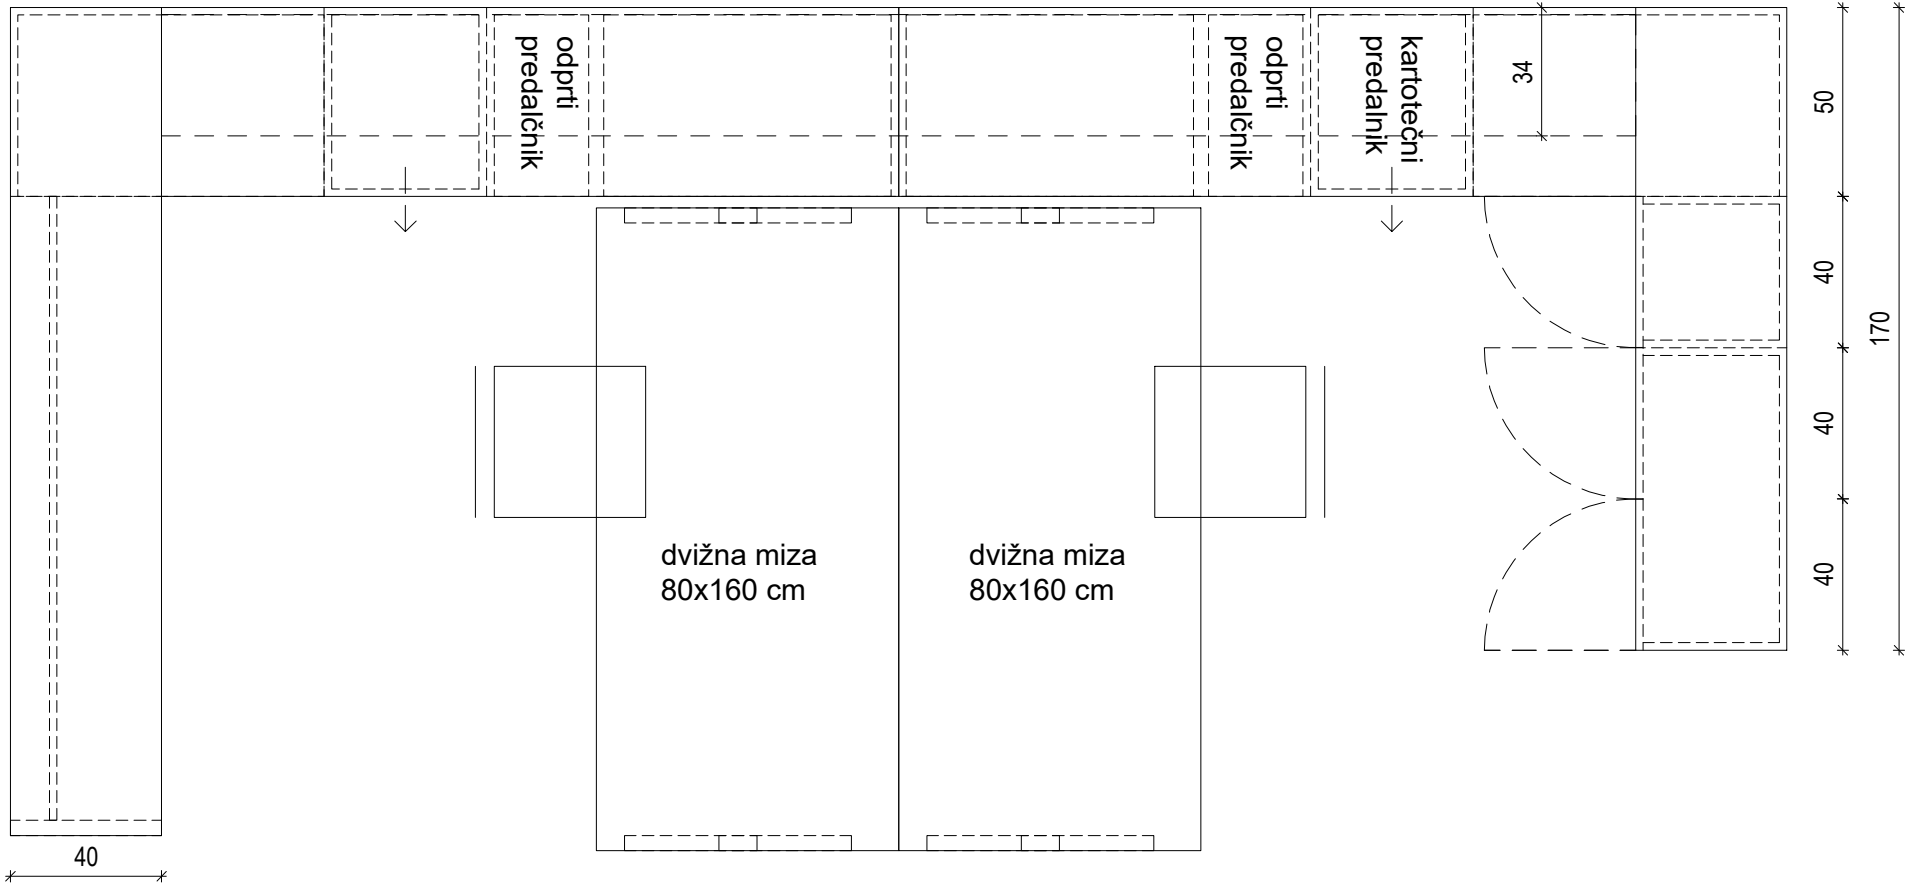 odprti
predalčnik
odprti
predalčnik
kartotečni
predalnik
34
50
40
170
40
40
dvižna miza
80x160 cm
dvižna miza
80x160 cm
40